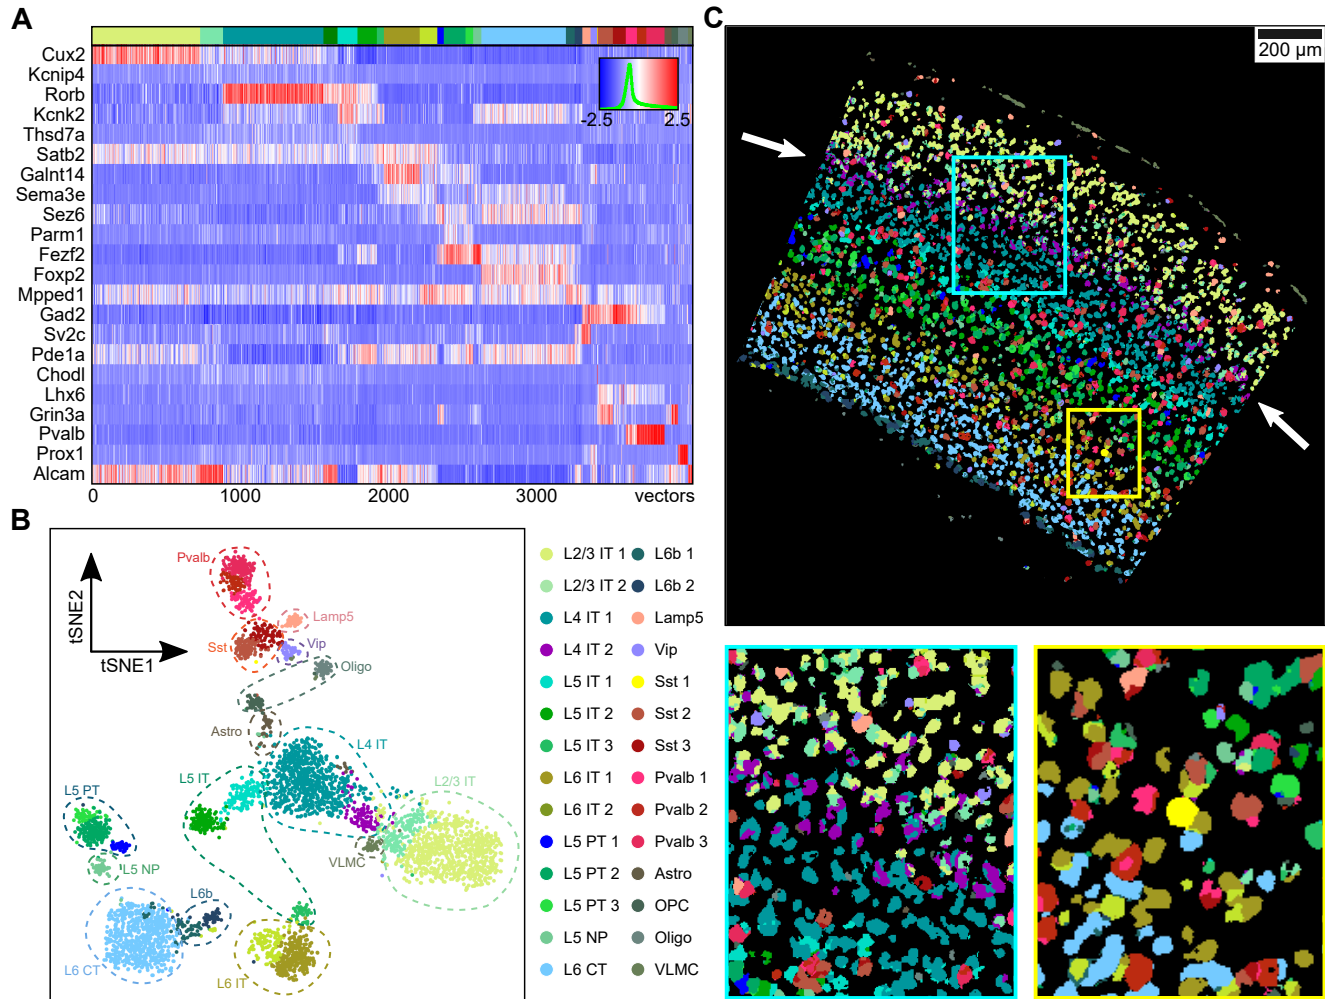 A
Cux2
Kcnip4
Rorb
Kcnk2
Thsd7a
Satb2
Galnt14
Sema3e
Sez6
Parm1
Fezf2
Foxp2
Mpped1
Gad2
Sv2c
Pde1a
Chodl
Lhx6
Grin3a
Pvalb
Prox1
Alcam
-2.5 2.5
0 1000 2000 3000 vectors
B
tSNE2
tSNE1
Pvalb
Lamp5
Sst
Vip
Oligo
Astro
L4 IT
L5 IT
L2/3 IT
L5 PT
VLMC
L5 NP
L6b
L6 CT
L6 IT
L2/3 IT 1
L2/3 IT 2
L4 IT 1
L4 IT 2
L5 IT 1
L5 IT 2
L5 IT 3
L6 IT 1
L6 IT 2
L5 PT 1
L5 PT 2
L5 PT 3
L5 NP
L6 CT
L6b 1
L6b 2
Lamp5
Vip
Sst 1
Sst 2
Sst 3
Pvalb 1
Pvalb 2
Pvalb 3
Astro
OPC
Oligo
VLMC
C
200 µm